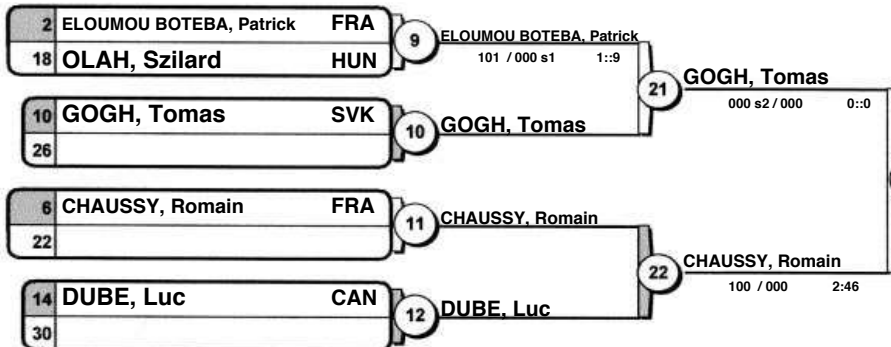 2 ELOUMOU BOTEBA, Patrick FRA
18 OLAH, Szilard HUN
9
ELOUMOU BOTEBA, Patrick
101 / 000 s1 1::9
10 GOGH, Tomas SVK
26
10
GOGH, Tomas
21
GOGH, Tomas
000 s2 / 000 0::0
6 CHAUSSY, Romain FRA
22
11
CHAUSSY, Romain
14 DUBE, Luc CAN
30
12
DUBE, Luc
22
CHAUSSY, Romain
100 / 000 2:46